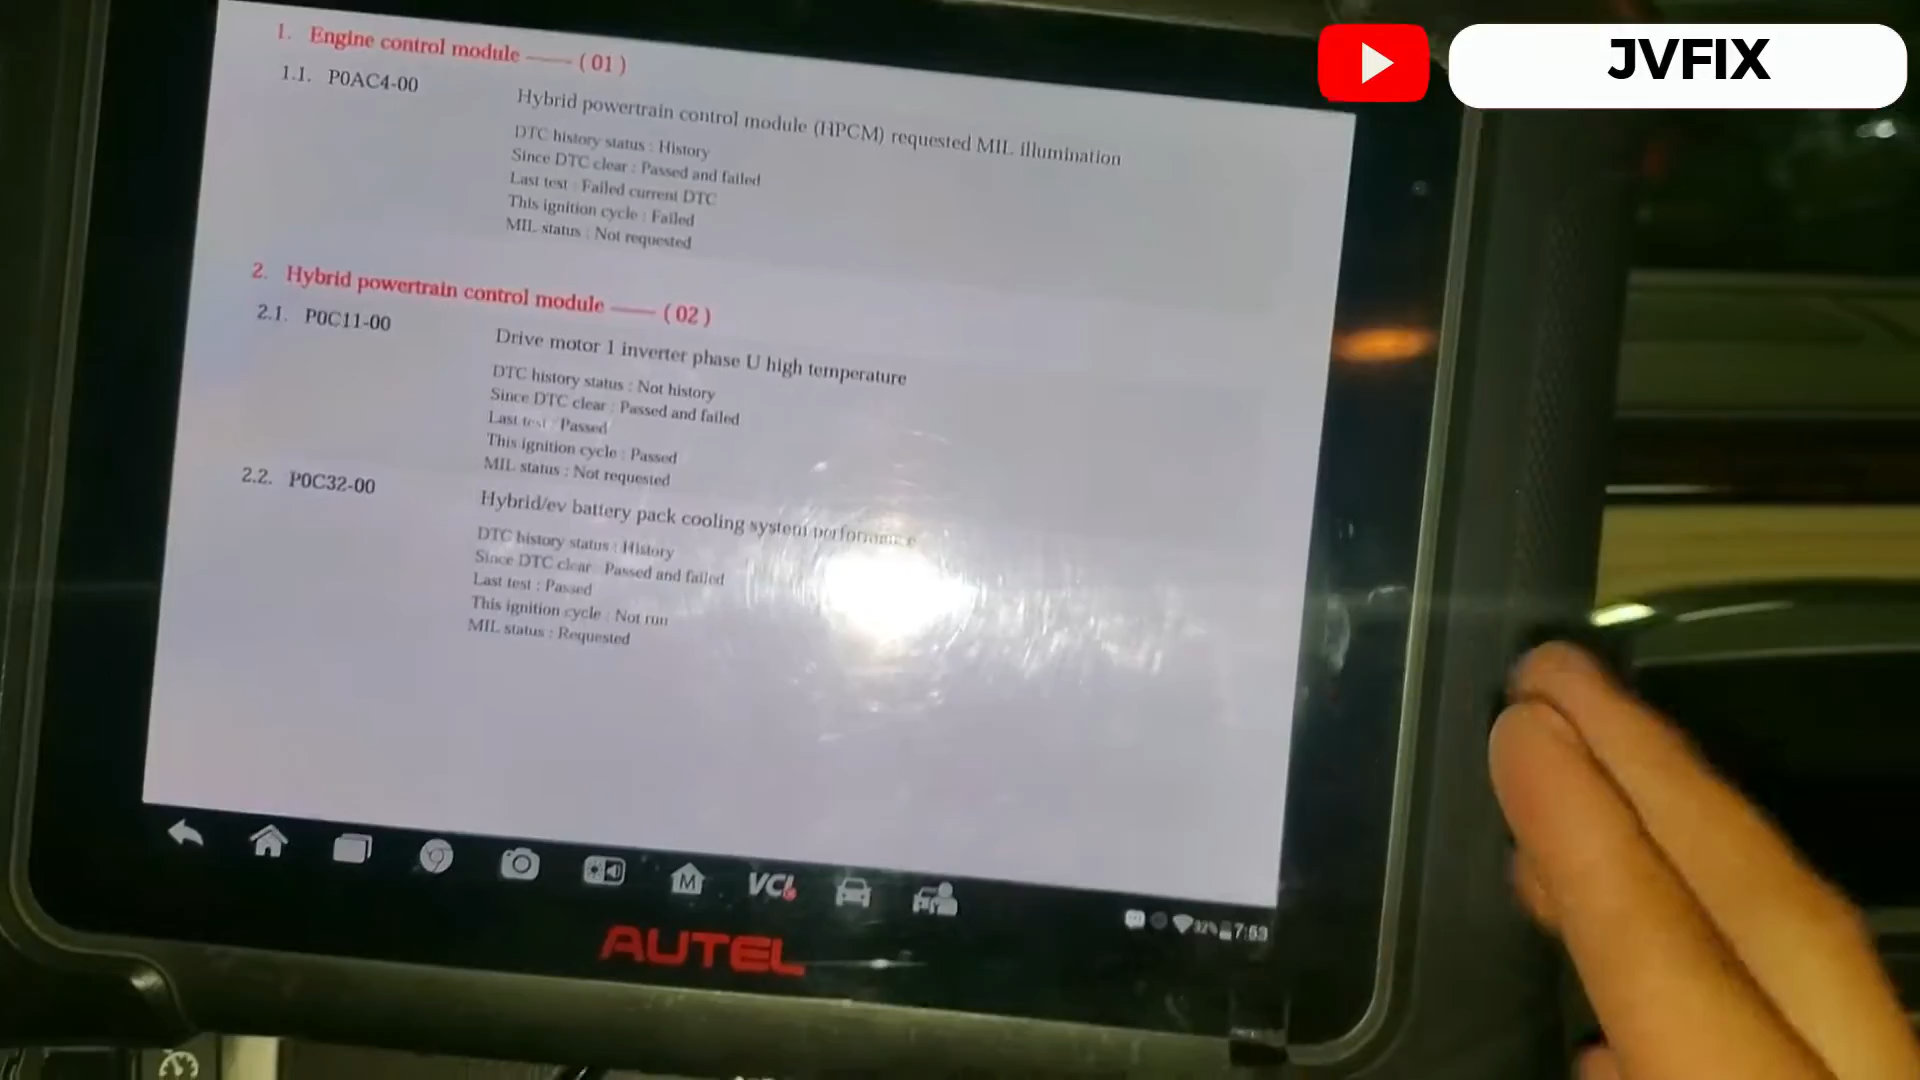 JVFIX
1. Engine control module —— ( 01 )
1.1. P0AC4-00
Hybrid powertrain control module (HPCM) requested MIL illumination
DTC history status : History
Since DTC clear : Passed and failed
Last test : Failed current DTC
This ignition cycle : Failed
MIL status : Not requested
2. Hybrid powertrain control module —— ( 02 )
2.1. P0C11-00
Drive motor 1 inverter phase U high temperature
DTC history status : Not history
Since DTC clear : Passed and failed
Last test : Passed
This ignition cycle : Passed
MIL status : Not requested
2.2. P0C32-00
Hybrid/ev battery pack cooling system performance
DTC history status : History
Since DTC clear : Passed and failed
Last test : Passed
This ignition cycle : Not run
MIL status : Requested
M
VCI
32% 7:53
AUTEL